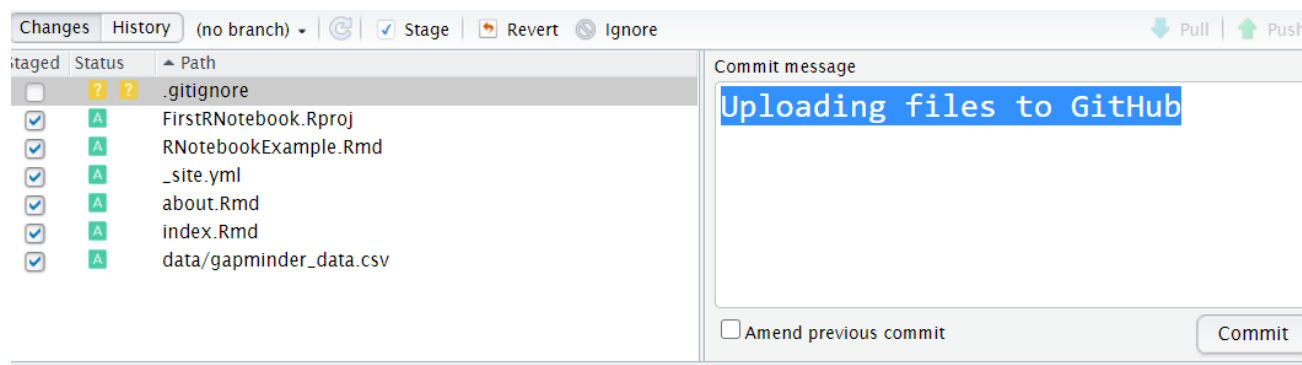 Changes History (no branch) Stage Revert Ignore Pull Push
Staged Status Path
? ? .gitignore
A FirstRNotebook.Rproj
A RNotebookExample.Rmd
A _site.yml
A about.Rmd
A index.Rmd
A data/gapminder_data.csv
Commit message
Uploading files to GitHub
Amend previous commit
Commit